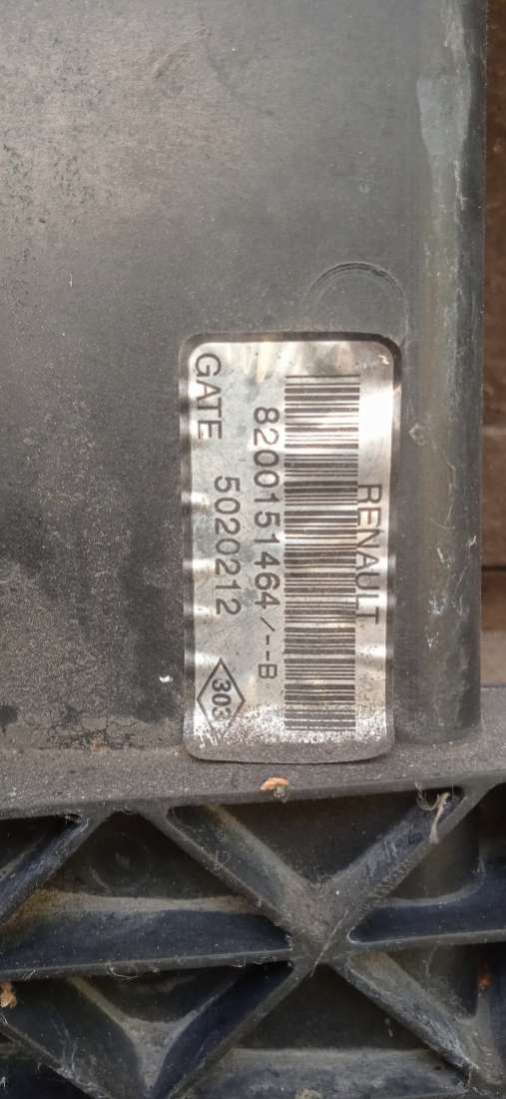 RENAULT
8200151464/--B
5020212
GATE
303